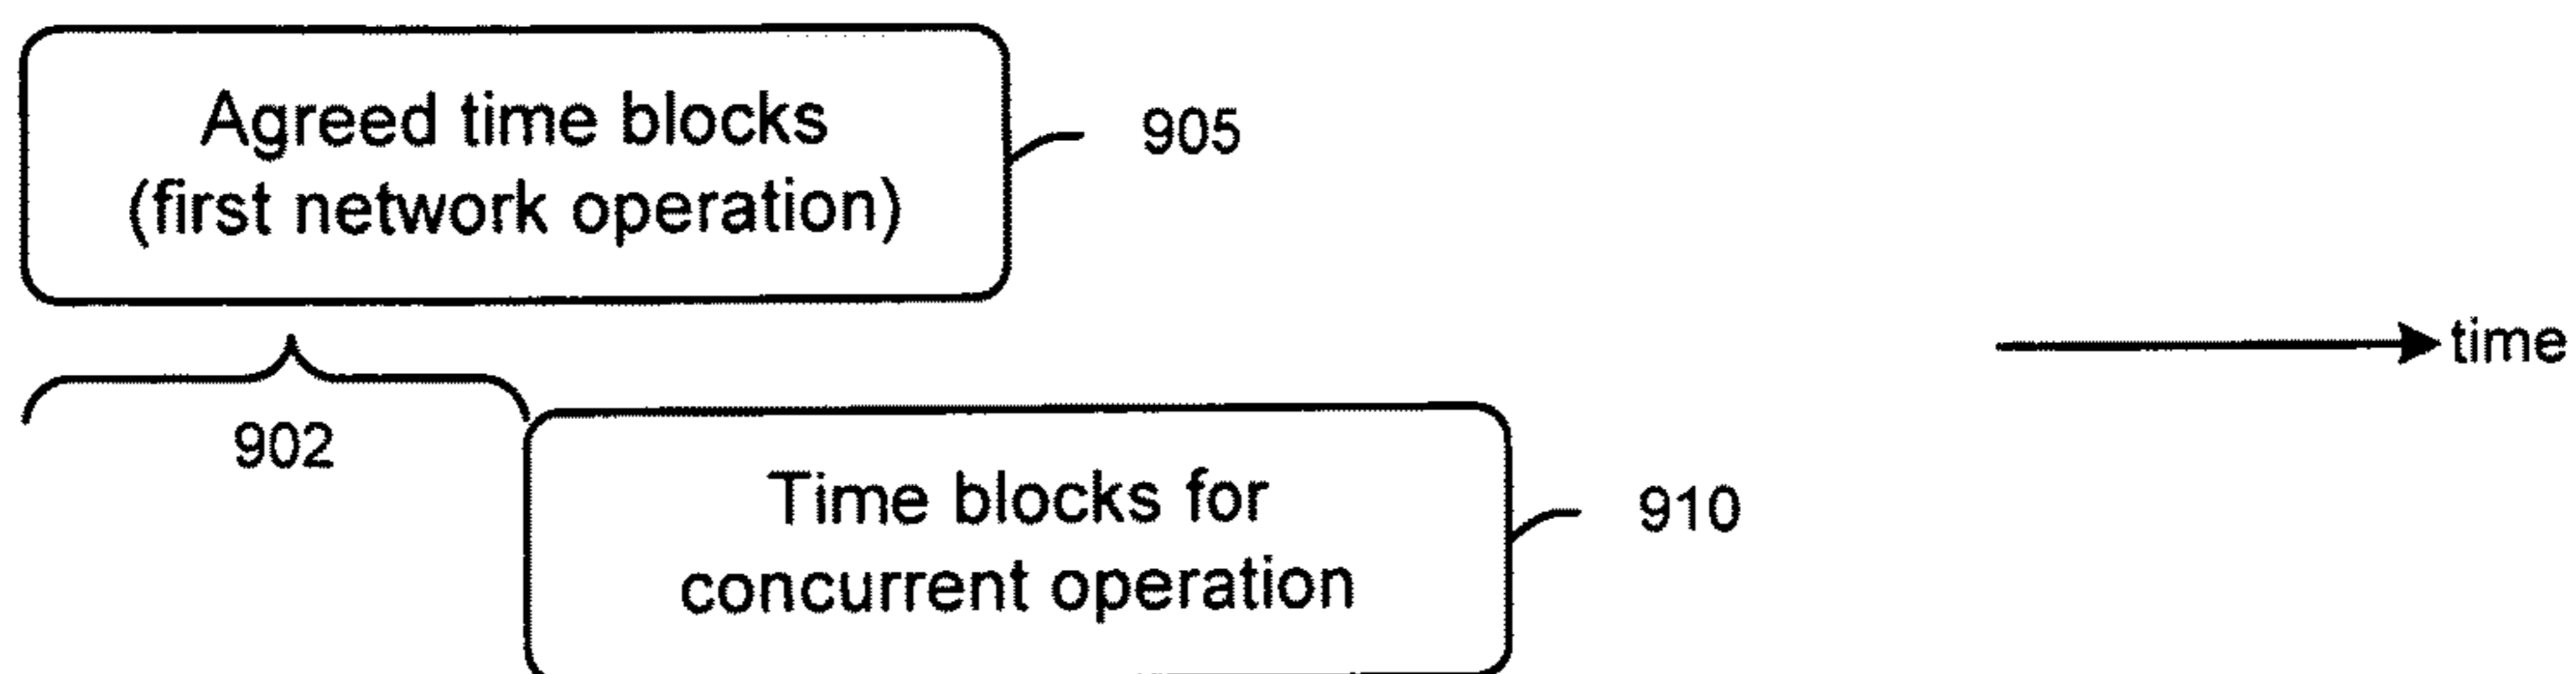 Agreed time blocks
(first network operation)
905
time
902
Time blocks for
concurrent operation
910